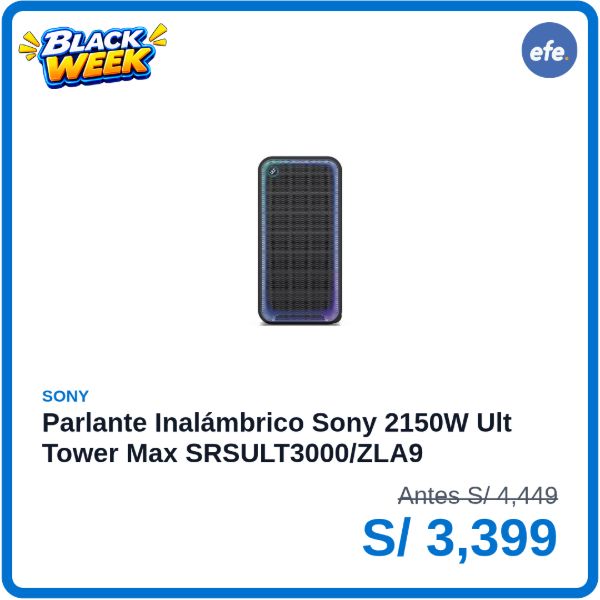 BLACK
WEEK
efe.
SONY
Parlante Inalámbrico Sony 2150W Ult
Tower Max SRSULT3000/ZLA9
Antes S/ 4,449
S/ 3,399